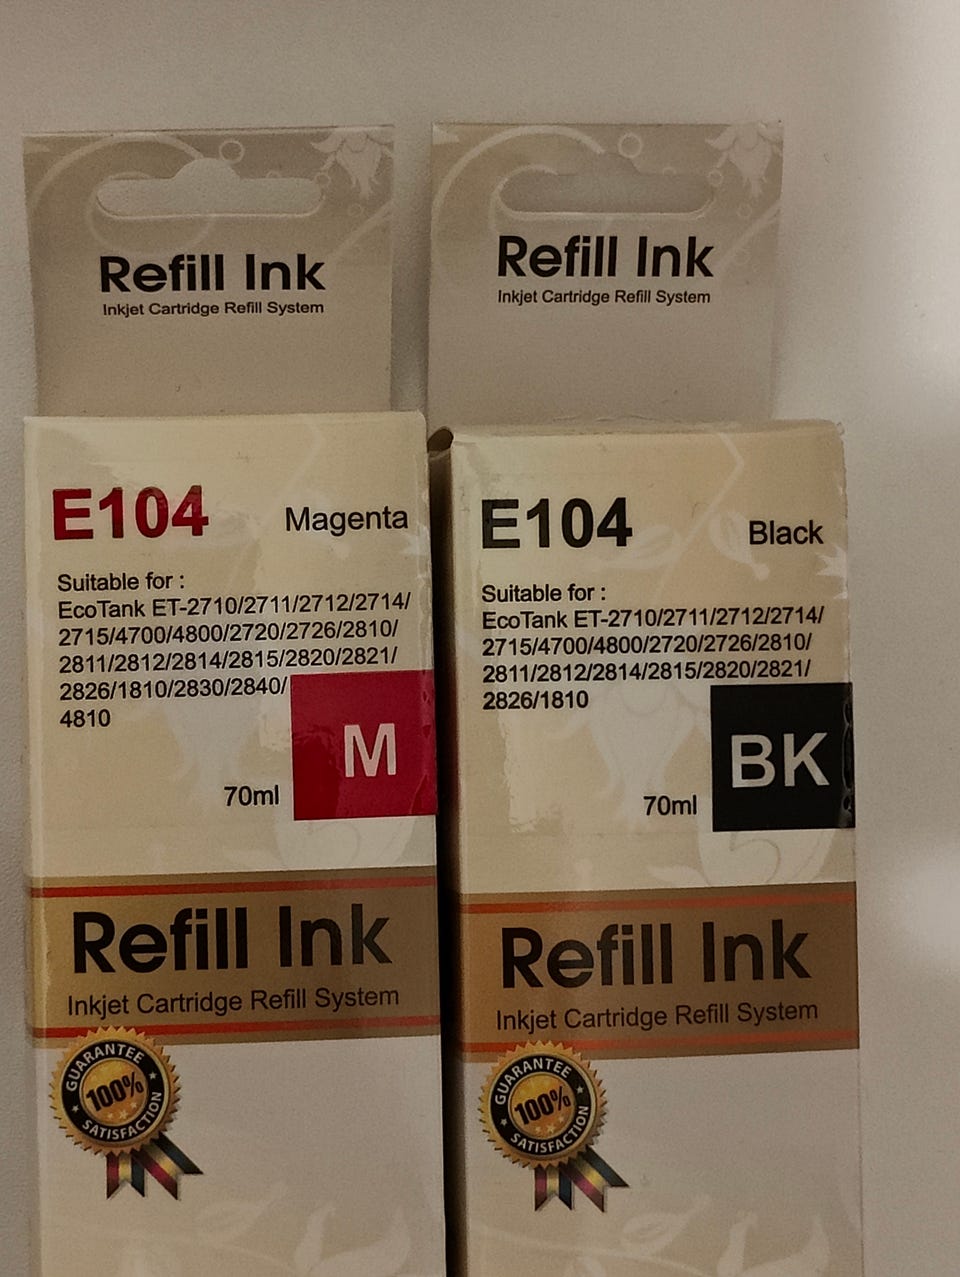 Refill Ink
Inkjet Cartridge Refill System
E104 Magenta
Suitable for :
EcoTank ET-2710/2711/2712/2714/
2715/4700/4800/2720/2726/2810/
2811/2812/2814/2815/2820/2821/
2826/1810/2830/2840/
4810
M
70ml
Refill Ink
Inkjet Cartridge Refill System
GUARANTEE
100%
SATISFACTION
Refill Ink
Inkjet Cartridge Refill System
E104 Black
Suitable for :
EcoTank ET-2710/2711/2712/2714/
2715/4700/4800/2720/2726/2810/
2811/2812/2814/2815/2820/2821/
2826/1810
BK
70ml
Refill Ink
Inkjet Cartridge Refill System
GUARANTEE
100%
SATISFACTION